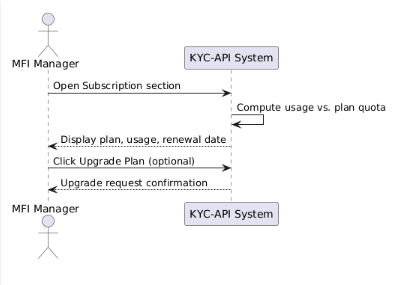 MFI Manager
KYC-API System
Open Subscription section
Compute usage vs. plan quota
Display plan, usage, renewal date
Click Upgrade Plan (optional)
Upgrade request confirmation
MFI Manager
KYC-API System